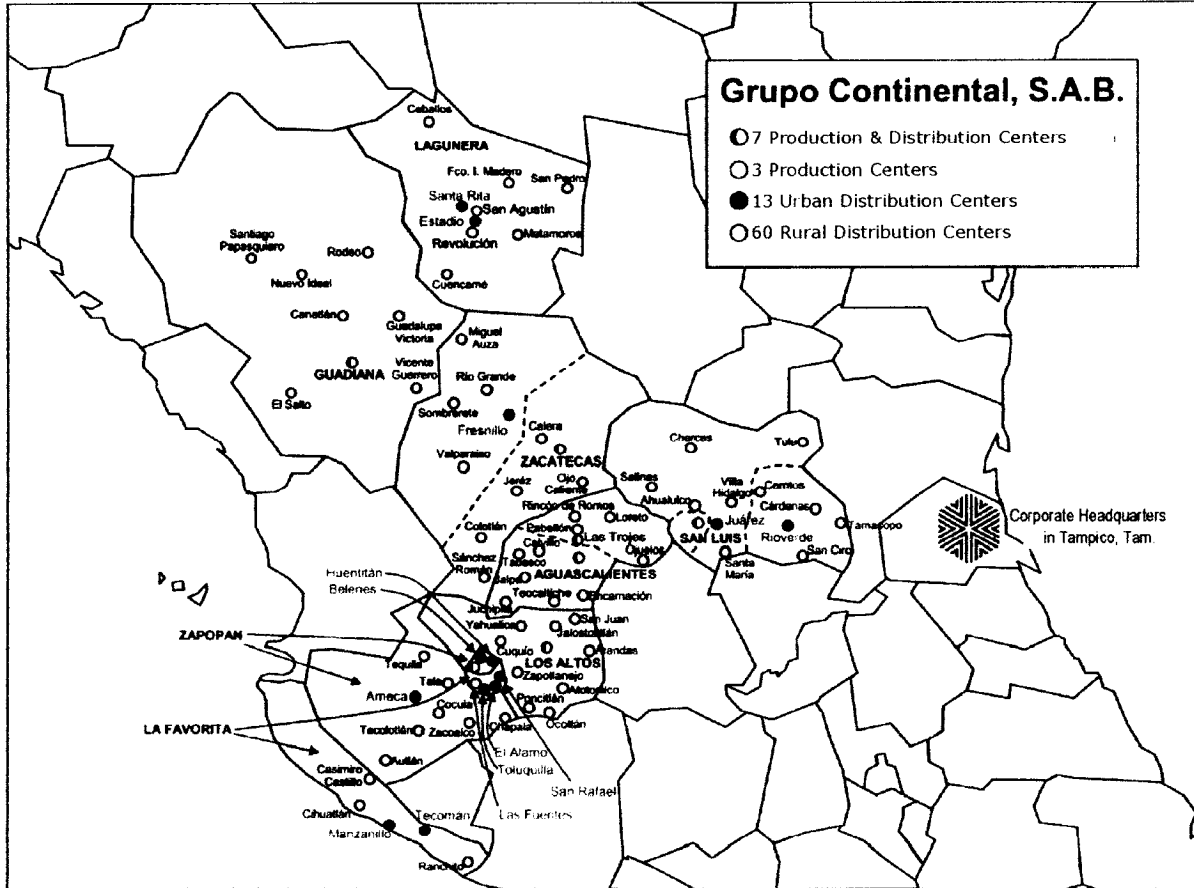 Grupo Continental, S.A.B.
7 Production & Distribution Centers
3 Production Centers
13 Urban Distribution Centers
60 Rural Distribution Centers
Ceballos
LAGUNERA
Fco. I. Madero
San Pedro
Santa Rita
San Agustín
Estadio
Revolución
Matamoros
Santiago
Papasquiaro
Rodeo
Nuevo Ideal
Cuencamé
Canatlán
Guadalupe
Victoria
Miguel
Auza
Vicente
Guerrero
GUADIANA
Río Grande
El Salto
Sombrerete
Fresnillo
Calera
Charcas
Tula
Valparaiso
ZACATECAS
Jeréz
Ojo
Caliente
Salinas
Villa
Hidalgo
Cerritos
Ahualulco
Cárdenas
Rincón de Romos
Loreto
Juárez
Tamasopo
Rioverde
Corporate Headquarters
in Tampico, Tam.
Colotlán
Pabellón
Las Trojes
SAN LUIS
Calvillo
Ojuelos
San Ciro
Sánchez
Román
Tabasco
Santa
María
Huentitán
Jalpa
AGUASCALIENTES
Belenes
Teocaltiche
Encarnación
Juchipila
San Juan
ZAPOPAN
Yahualica
Jalostotitlán
Cuquío
Arandas
Tequila
LOS ALTOS
Zapotlanejo
Tala
Atotonilco
Ameca
Poncitlán
Cocula
LA FAVORITA
Tecolotlán
Zacoalco
Chapala
Ocotlán
El Alamo
Autlán
Toluquilla
Casimiro
Castillo
San Rafael
Cihuatlán
Tecomán
Las Fuentes
Manzanillo
Ranchito